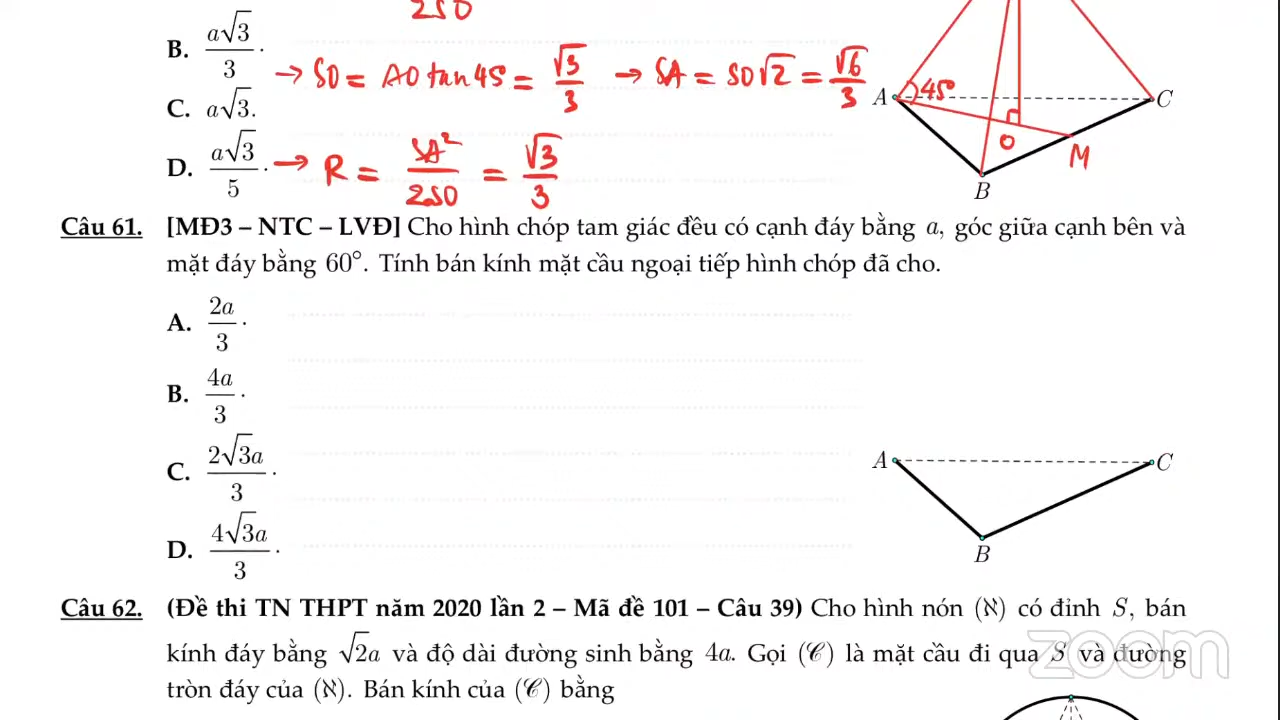 2SO
B. a√3/3 ·
→ SO = AO tan 45 = √3/3 → SA = SO√2 = √6/3
A 45° C
C. a√3.
O M
D. a√3/5 · → R = SA²/2SO = √3/3
B
Câu 61. [MĐ3 – NTC – LVĐ] Cho hình chóp tam giác đều có cạnh đáy bằng a, góc giữa cạnh bên và
mặt đáy bằng 60°. Tính bán kính mặt cầu ngoại tiếp hình chóp đã cho.
A. 2a/3 ·
B. 4a/3 ·
C. 2√3a/3 ·
A C
D. 4√3a/3 ·
B
Câu 62. (Đề thi TN THPT năm 2020 lần 2 – Mã đề 101 – Câu 39) Cho hình nón (ℵ) có đỉnh S, bán
kính đáy bằng √2a và độ dài đường sinh bằng 4a. Gọi (𝒞) là mặt cầu đi qua S và đường
tròn đáy của (ℵ). Bán kính của (𝒞) bằng
zoom